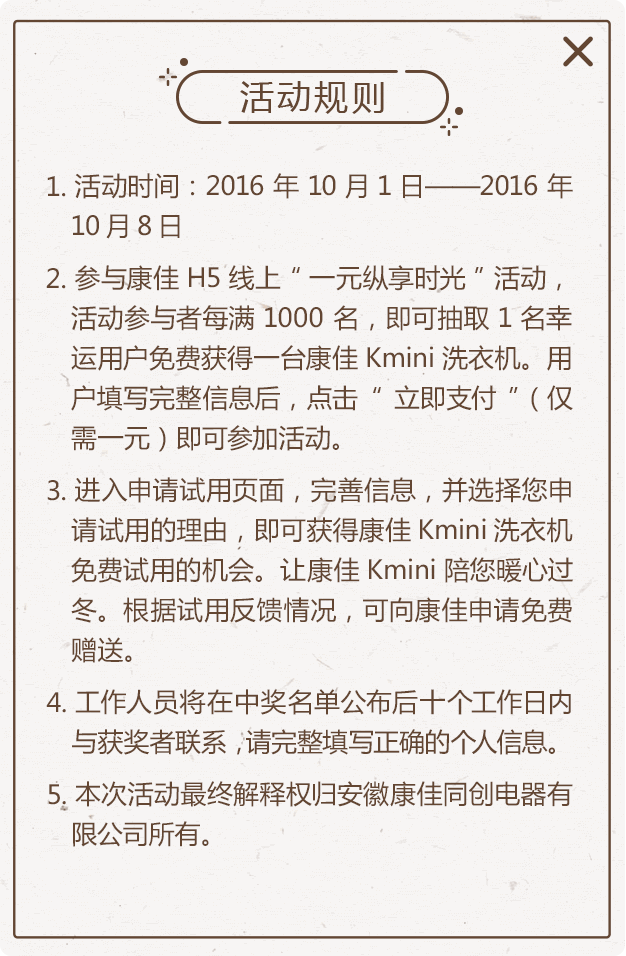 活动规则
1. 活动时间：2016 年 10 月 1 日——2016 年
10 月 8 日
2. 参与康佳 H5 线上“ 一元纵享时光 ”活动，
活动参与者每满 1000 名，即可抽取 1 名幸
运用户免费获得一台康佳 Kmini 洗衣机。用
户填写完整信息后，点击“ 立即支付 ”（仅
需一元）即可参加活动。
3. 进入申请试用页面，完善信息，并选择您申
请试用的理由，即可获得康佳 Kmini 洗衣机
免费试用的机会。让康佳 Kmini 陪您暖心过
冬。根据试用反馈情况，可向康佳申请免费
赠送。
4. 工作人员将在中奖名单公布后十个工作日内
与获奖者联系，请完整填写正确的个人信息。
5. 本次活动最终解释权归安徽康佳同创电器有
限公司所有。